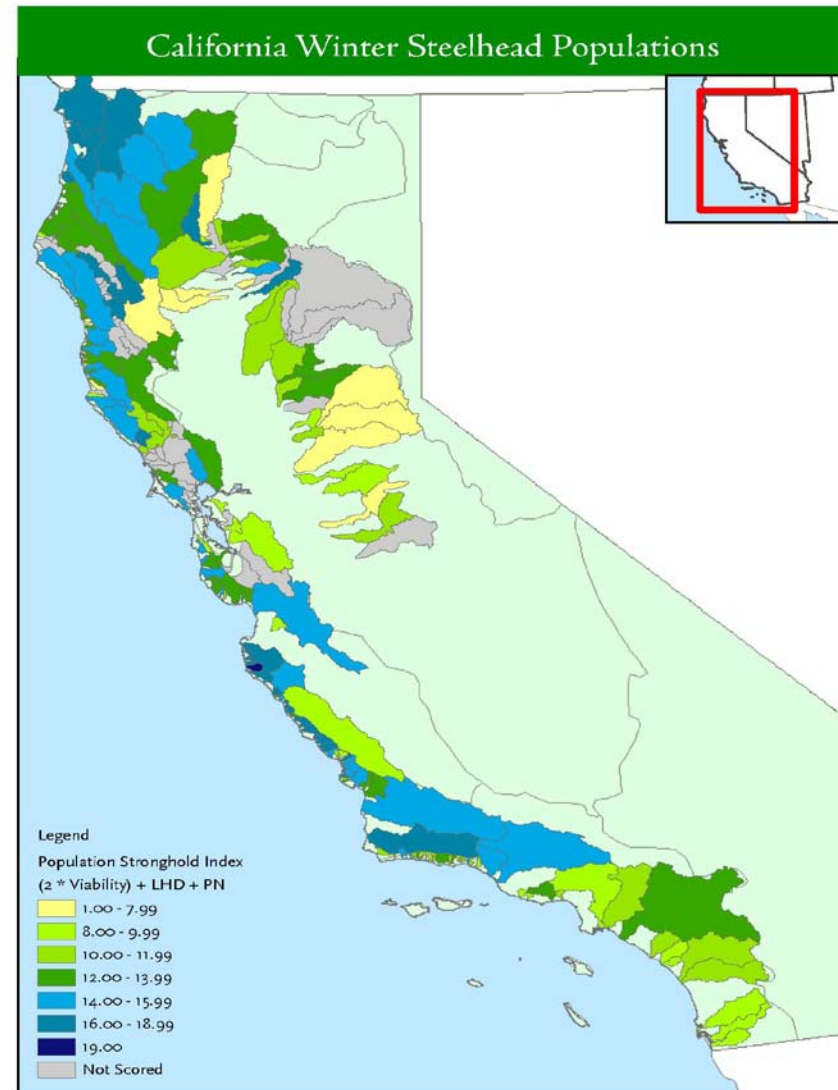 California Winter Steelhead Populations
Legend
Population Stronghold Index
(2 * Viability) + LHD + PN
1.00 - 7.99
8.00 - 9.99
10.00 - 11.99
12.00 - 13.99
14.00 - 15.99
16.00 - 18.99
19.00
Not Scored